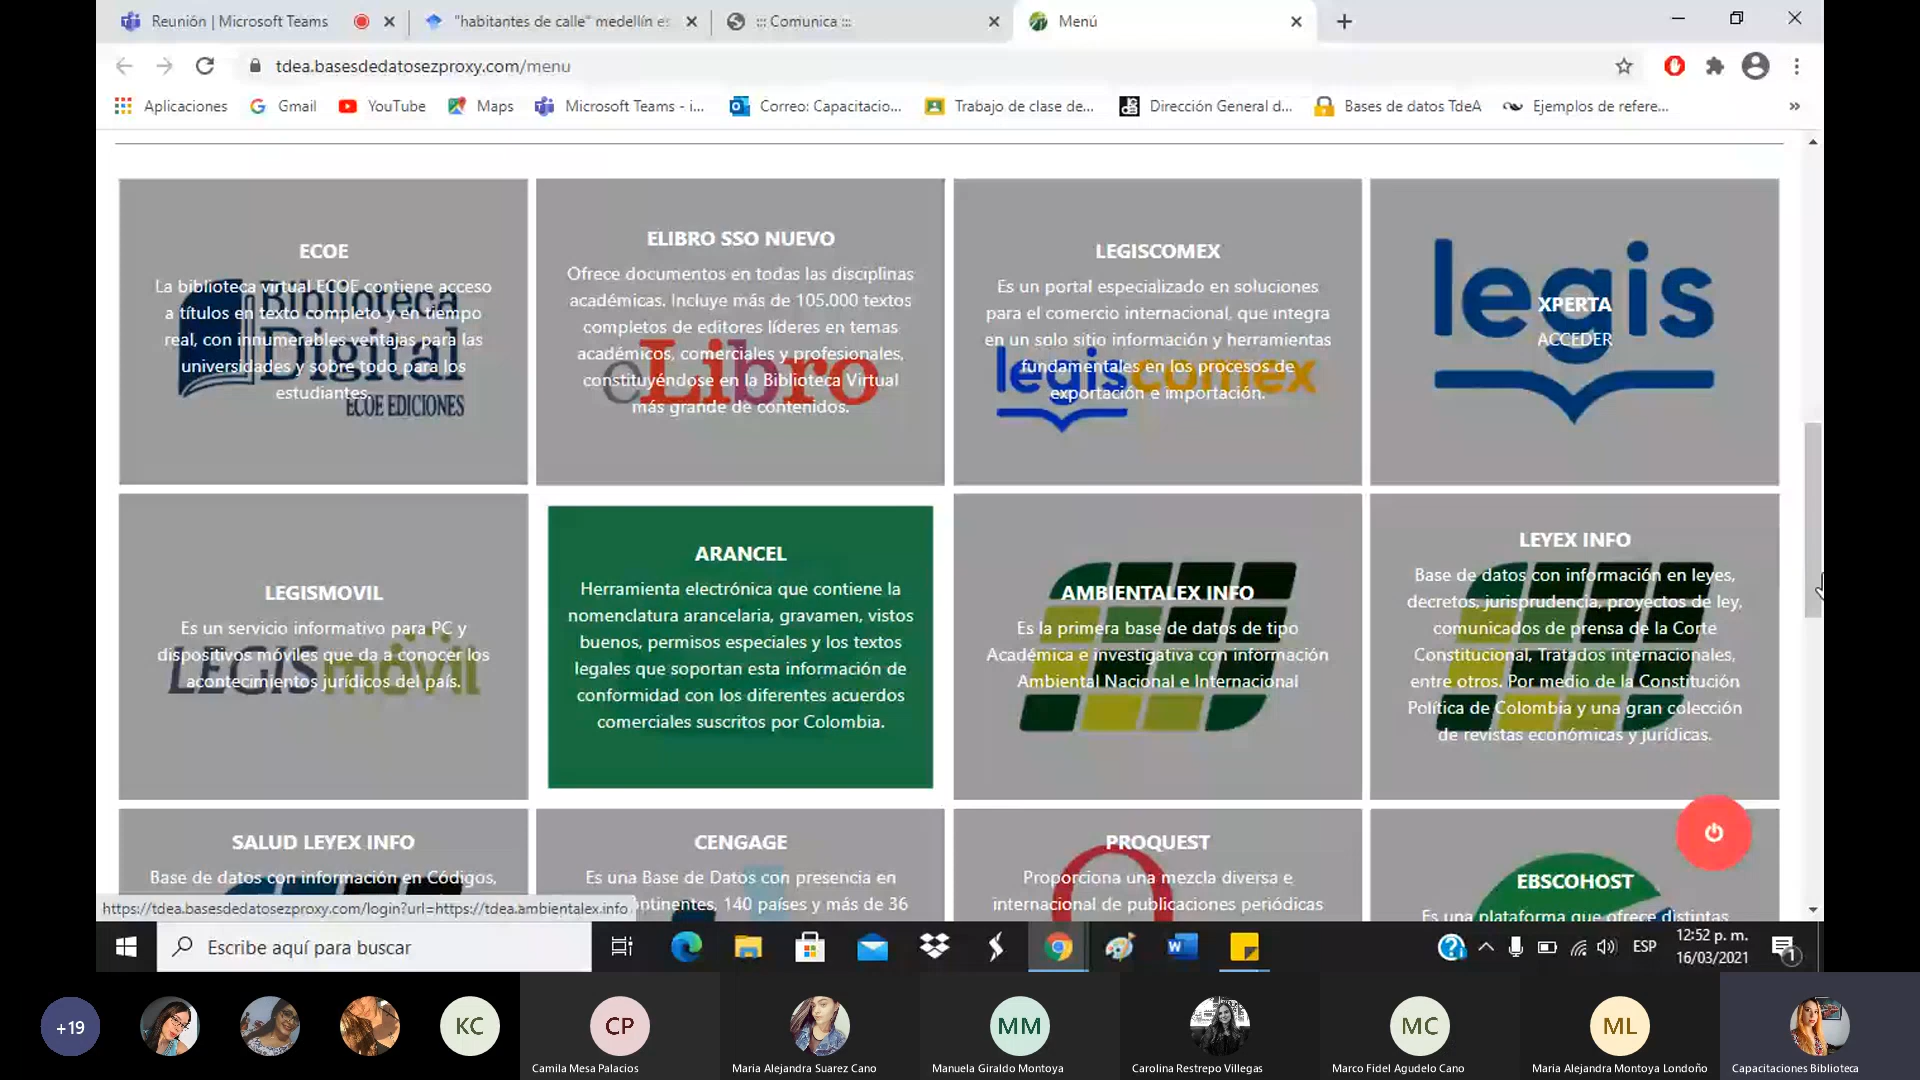 Reunión | Microsoft Teams
"habitantes de calle" medellín es
::: Comunica :::
Menú
tdea.basesdedatosezproxy.com/menu
Aplicaciones
Gmail
YouTube
Maps
Microsoft Teams - i...
Correo: Capacitacio...
Trabajo de clase de...
Dirección General d...
Bases de datos TdeA
Ejemplos de refere...
»
ECOE
La biblioteca virtual ECOE contiene acceso
a títulos en texto completo y en tiempo
real, con innumerables ventajas para las
universidades y sobre todo para los
estudiantes.
Biblioteca
Digital
ECOE EDICIONES
ELIBRO SSO NUEVO
Ofrece documentos en todas las disciplinas
académicas. Incluye más de 105.000 textos
completos de editores líderes en temas
académicos, comerciales y profesionales,
constituyéndose en la Biblioteca Virtual
más grande de contenidos.
eLibro
LEGISCOMEX
Es un portal especializado en soluciones
para el comercio internacional, que integra
en un solo sitio información y herramientas
fundamentales en los procesos de
exportación e importación.
legiscomex
legis
XPERTA
ACCEDER
LEGISMOVIL
Es un servicio informativo para PC y
dispositivos móviles que da a conocer los
acontecimientos jurídicos del país.
LEGISmóvil
ARANCEL
Herramienta electrónica que contiene la
nomenclatura arancelaria, gravamen, vistos
buenos, permisos especiales y los textos
legales que soportan esta información de
conformidad con los diferentes acuerdos
comerciales suscritos por Colombia.
AMBIENTALEX INFO
Es la primera base de datos de tipo
Académica e investigativa con información
Ambiental Nacional e Internacional
LEYEX INFO
Base de datos con información en leyes,
decretos, jurisprudencia, proyectos de ley,
comunicados de prensa de la Corte
Constitucional, Tratados internacionales,
entre otros. Por medio de la Constitución
Política de Colombia y una gran colección
de revistas económicas y jurídicas.
SALUD LEYEX INFO
Base de datos con información en Códigos,
CENGAGE
Es una Base de Datos con presencia en
ntinentes, 140 países y más de 36
PROQUEST
Proporciona una mezcla diversa e
internacional de publicaciones periódicas
EBSCOHOST
Es una plataforma que ofrece distintas
https://tdea.basesdedatosezproxy.com/login?url=https://tdea.ambientalex.info
Escribe aquí para buscar
ESP
12:52 p. m.
16/03/2021
1
+19
KC
CP
Camila Mesa Palacios
Maria Alejandra Suarez Cano
MM
Manuela Giraldo Montoya
Carolina Restrepo Villegas
MC
Marco Fidel Agudelo Cano
ML
Maria Alejandra Montoya Londoño
Capacitaciones Biblioteca